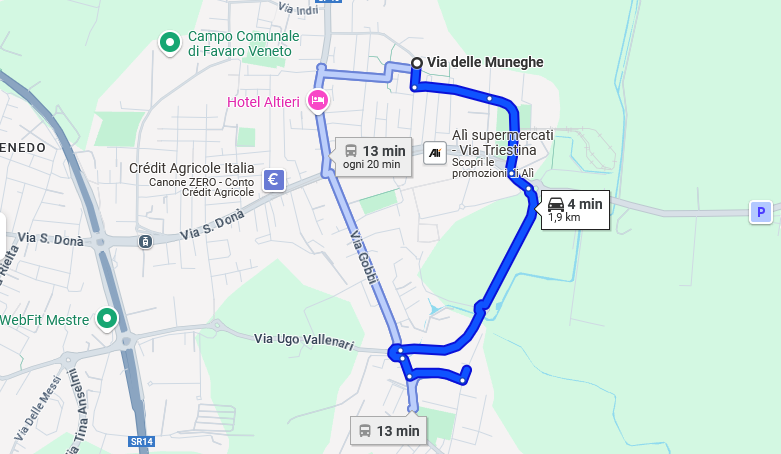 Via Indri
Campo Comunale
di Favaro Veneto
Via delle Muneghe
Hotel Altieri
13 min
ogni 20 min
Alì
Alì supermercati
- Via Triestina
Scopri le
promozioni di Alì
ENEDO
Crédit Agricole Italia
Canone ZERO - Conto
Crédit Agricole
€
4 min
1,9 km
P
Via S. Donà
Via S. Donà
Rielta
Via Gobbi
WebFit Mestre
Via Ugo Vallenari
Via delle Messi
Via Tina Anselmi
SR14
13 min